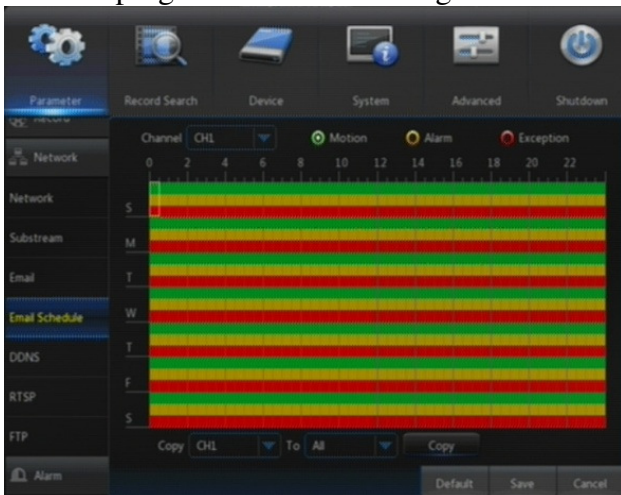 Parameter Record Search Device System Advanced Shutdown
Record
Network
Network
Substream
Email
Email Schedule
DDNS
RTSP
FTP
Alarm
Channel CH1 Motion Alarm Exception
0 2 4 6 8 10 12 14 16 18 20 22
S
M
T
W
T
F
S
Copy CH1 To All Copy
Default Save Cancel